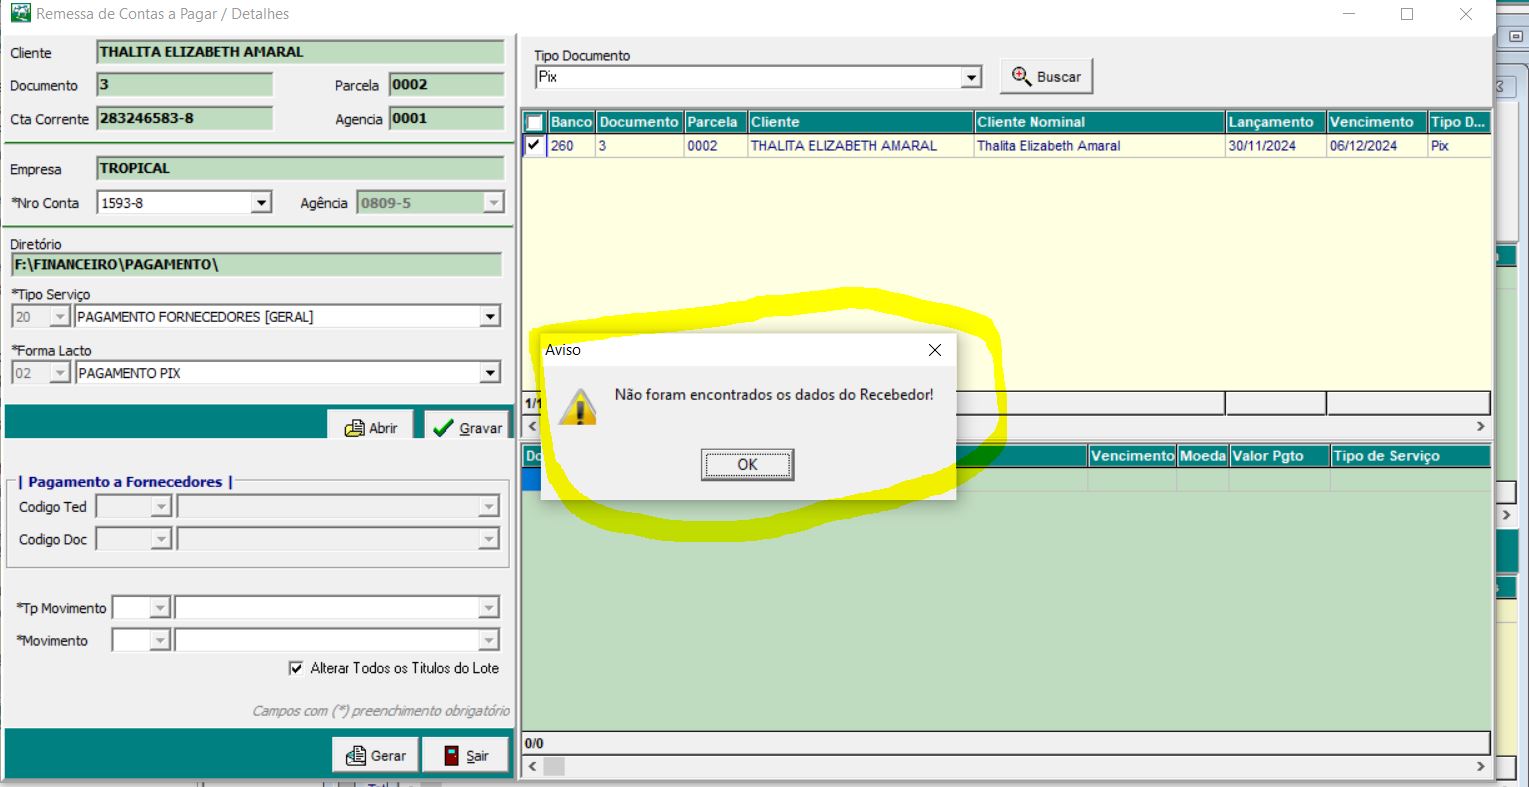 Remessa de Contas a Pagar / Detalhes
Cliente THALITA ELIZABETH AMARAL
Documento 3 Parcela 0002
Cta Corrente 283246583-8 Agencia 0001
Empresa TROPICAL
*Nro Conta 1593-8 Agência 0809-5
Diretório
F:\FINANCEIRO\PAGAMENTO\
*Tipo Serviço
20 PAGAMENTO FORNECEDORES [GERAL]
*Forma Lacto
02 PAGAMENTO PIX
Abrir Gravar
| Pagamento a Fornecedores |
Codigo Ted
Codigo Doc
*Tp Movimento
*Movimento
Alterar Todos os Titulos do Lote
Campos com (*) preenchimento obrigatório
Gerar Sair
Tipo Documento
Pix Buscar
Banco Documento Parcela Cliente Cliente Nominal Lançamento Vencimento Tipo D...
260 3 0002 THALITA ELIZABETH AMARAL Thalita Elizabeth Amaral 30/11/2024 06/12/2024 Pix
1/1
Aviso
Não foram encontrados os dados do Recebedor!
OK
Do Vencimento Moeda Valor Pgto Tipo de Serviço
0/0